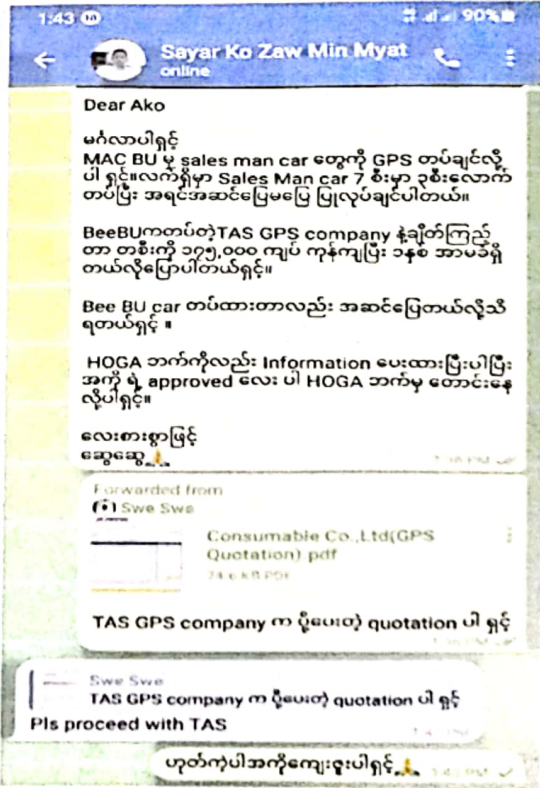 1:43
90%
Sayar Ko Zaw Min Myat
online
Dear Ako
မင်္ဂလာပါရှင့်
MAC BU မှ sales man car တွေကို GPS တပ်ချင်လို့
ပါ ရှင့်။လက်ရှိမှာ Sales Man car 7 စီးမှာ ၃စီးလောက်
တပ်ပြီး အရင်အဆင်ပြေမပြေ ပြုလုပ်ချင်ပါတယ်။
BeeBUကတပ်တဲ့TAS GPS company နဲ့ချိတ်ကြည့်
တာ တစီးကို ၁၇၅,၀၀၀ ကျပ် ကုန်ကျပြီး ၁နှစ် အာမခံရှိ
တယ်လို့ပြောပါတယ်ရှင့်။
Bee BU car တပ်ထားတာလည်း အဆင်ပြေတယ်လို့သိ
ရတယ်ရှင့် ။
HOGA ဘက်ကိုလည်း Information ပေးထားပြီးပါပြီး
အကို ရဲ့ approved လေး ပါ HOGA ဘက်မှ တောင်းနေ
လို့ပါရှင့်။
လေးစားစွာဖြင့်
ဆွေဆွေ🙏
Forwarded from
Swe Swe
Consumable Co.,Ltd(GPS
Quotation).pdf
74.6 KB PDF
TAS GPS company က ပို့ပေးတဲ့ quotation ပါ ရှင့်
Swe Swe
TAS GPS company က ပို့ပေးတဲ့ quotation ပါ ရှင့်
Pls proceed with TAS
ဟုတ်ကဲ့ပါအကိုကျေးဇူးပါရှင့်🙏